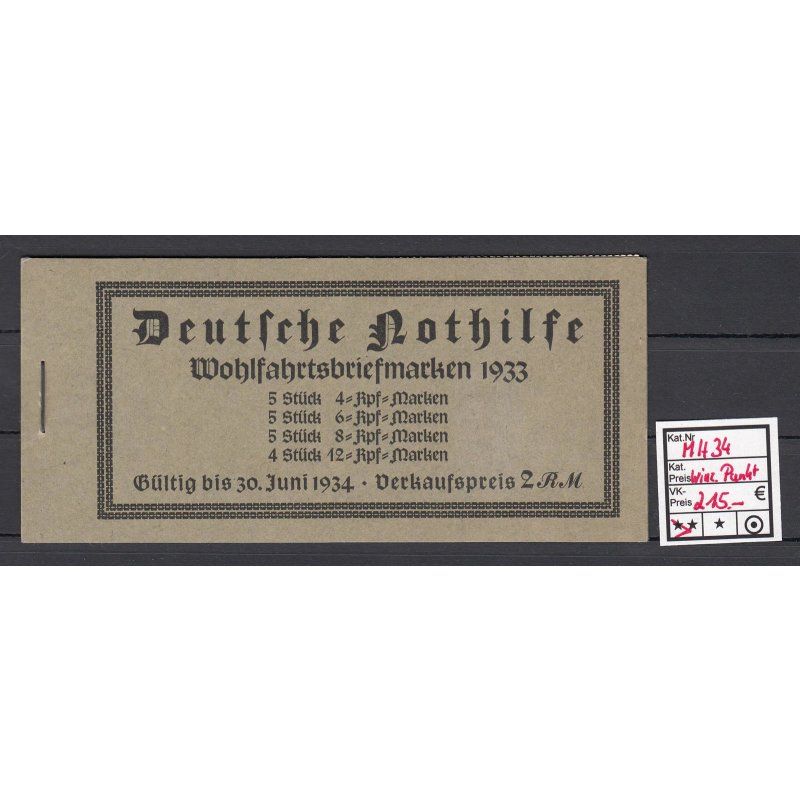 Deutſche Nothilfe
Wohlfahrtsbriefmarken 1933
5 Stück 4=Rpf=Marken
5 Stück 6=Rpf=Marken
5 Stück 8=Rpf=Marken
4 Stück 12=Rpf=Marken
Gültig bis 30. Juni 1934 · Verkaufspreis 2 RM
Kat.Nr MH34
Kat.
Preis
VK-
Preis 215.- €